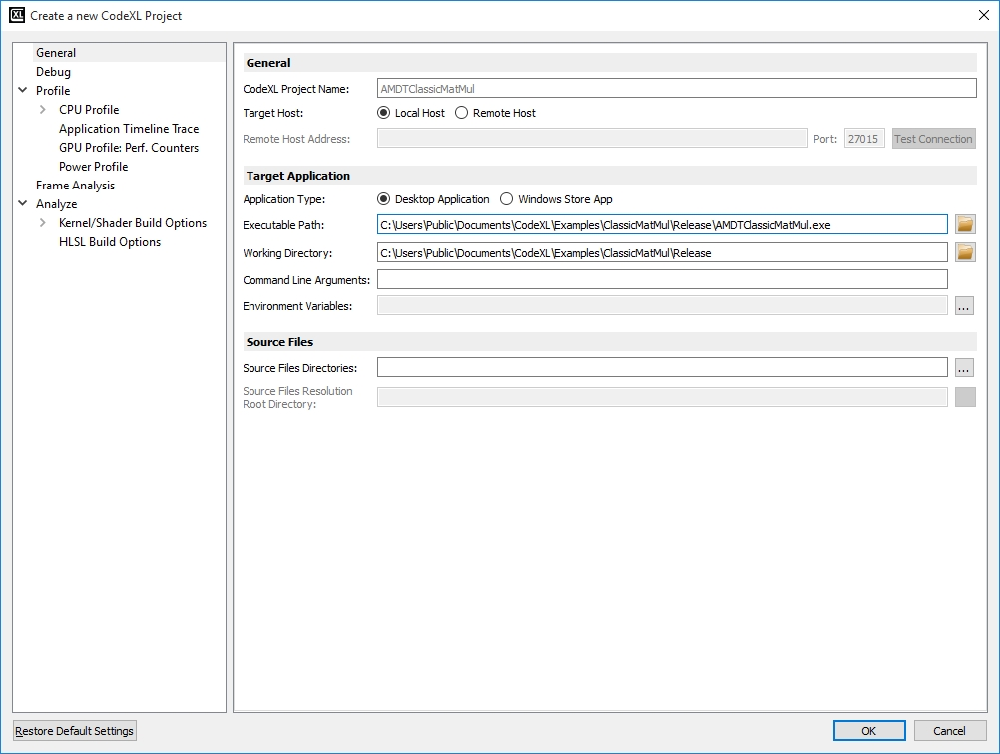 XL Create a new CodeXL Project
General
Debug
Profile
CPU Profile
Application Timeline Trace
GPU Profile: Perf. Counters
Power Profile
Frame Analysis
Analyze
Kernel/Shader Build Options
HLSL Build Options
General
CodeXL Project Name: AMDTClassicMatMul
Target Host: Local Host Remote Host
Remote Host Address: Port: 27015 Test Connection
Target Application
Application Type: Desktop Application Windows Store App
Executable Path: C:\Users\Public\Documents\CodeXL\Examples\ClassicMatMul\Release\AMDTClassicMatMul.exe
Working Directory: C:\Users\Public\Documents\CodeXL\Examples\ClassicMatMul\Release
Command Line Arguments:
Environment Variables: ...
Source Files
Source Files Directories: ...
Source Files Resolution
Root Directory:
Restore Default Settings OK Cancel